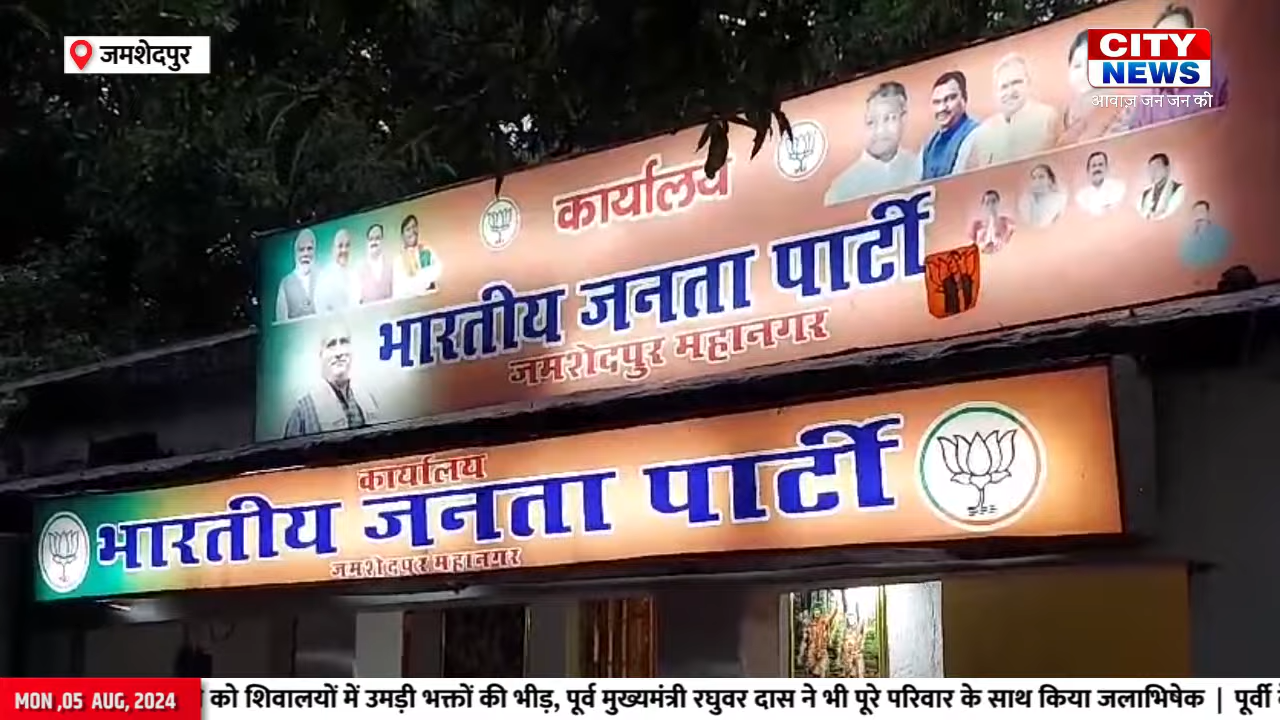 जमशेदपुर
CITY
NEWS
आवाज़ जन जन की
कार्यालय
भारतीय जनता पार्टी
जमशेदपुर महानगर
कार्यालय
भारतीय जनता पार्टी
जमशेदपुर महानगर
MON ,05 AUG, 2024
को शिवालयों में उमड़ी भक्तों की भीड़, पूर्व मुख्यमंत्री रघुवर दास ने भी पूरे परिवार के साथ किया जलाभिषेक | पूर्वी